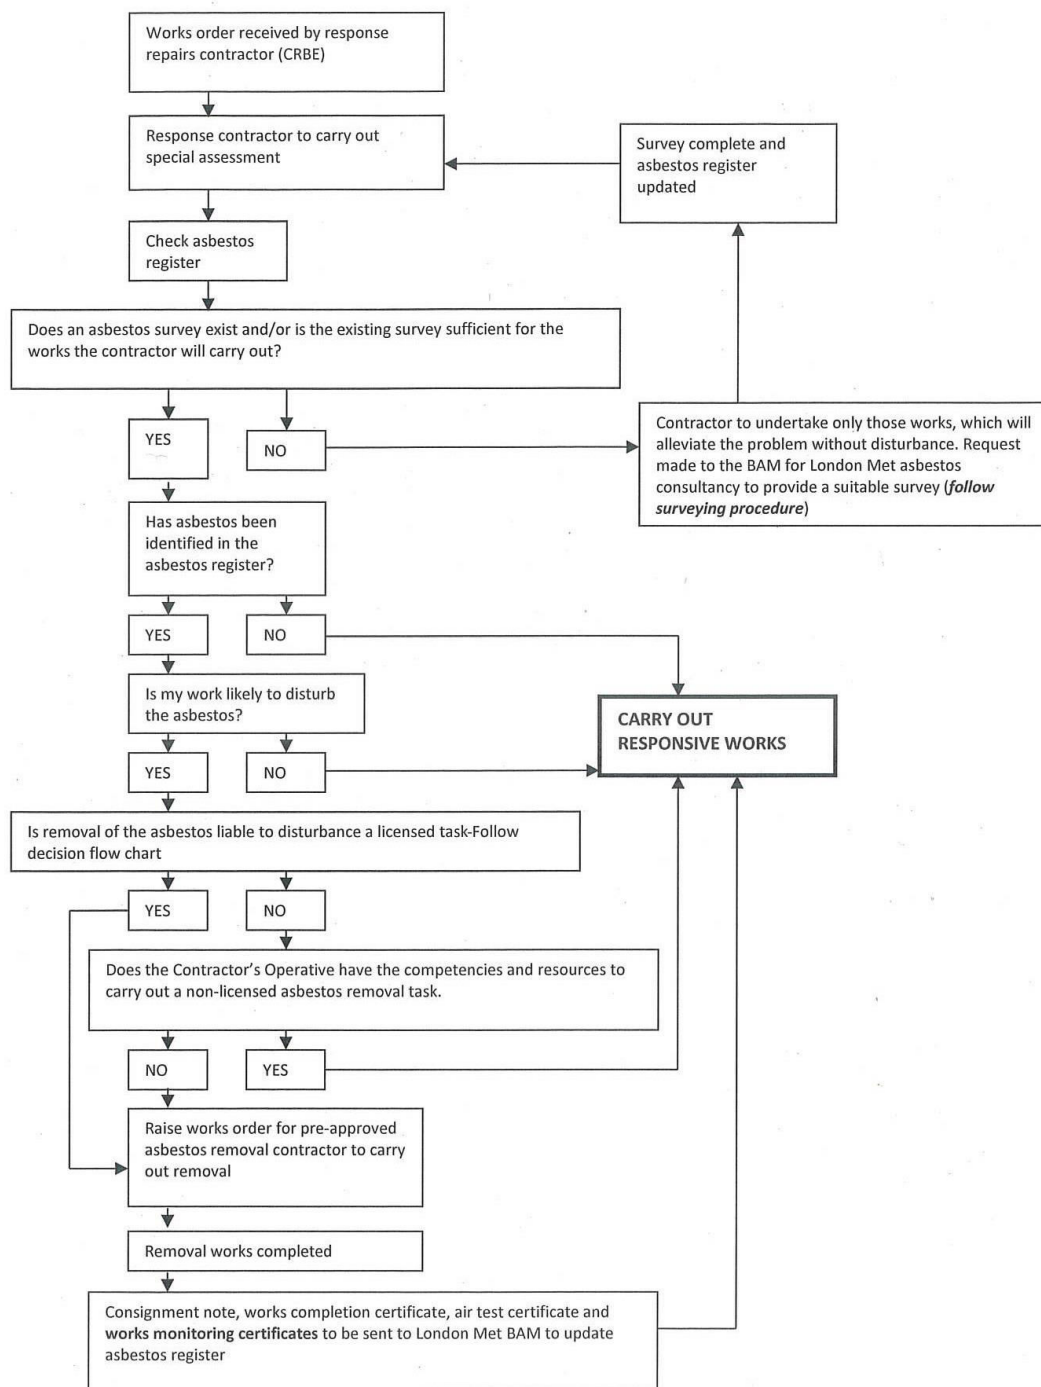 Works order received by response
repairs contractor (CRBE)
Response contractor to carry out
special assessment
Survey complete and
asbestos register
updated
Check asbestos
register
Does an asbestos survey exist and/or is the existing survey sufficient for the
works the contractor will carry out?
YES
NO
Contractor to undertake only those works, which will
alleviate the problem without disturbance. Request
made to the BAM for London Met asbestos
consultancy to provide a suitable survey (follow
surveying procedure)
Has asbestos been
identified in the
asbestos register?
YES
NO
Is my work likely to disturb
the asbestos?
CARRY OUT
RESPONSIVE WORKS
YES
NO
Is removal of the asbestos liable to disturbance a licensed task-Follow
decision flow chart
YES
NO
Does the Contractor's Operative have the competencies and resources to
carry out a non-licensed asbestos removal task.
NO
YES
Raise works order for pre-approved
asbestos removal contractor to carry
out removal
Removal works completed
Consignment note, works completion certificate, air test certificate and
works monitoring certificates to be sent to London Met BAM to update
asbestos register